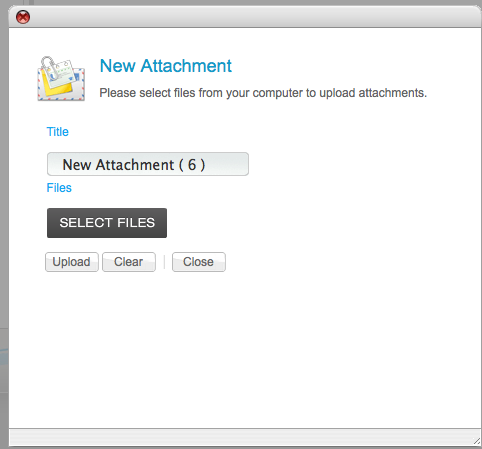 New Attachment
Please select files from your computer to upload attachments.
Title
New Attachment ( 6 )
Files
SELECT FILES
Upload Clear Close